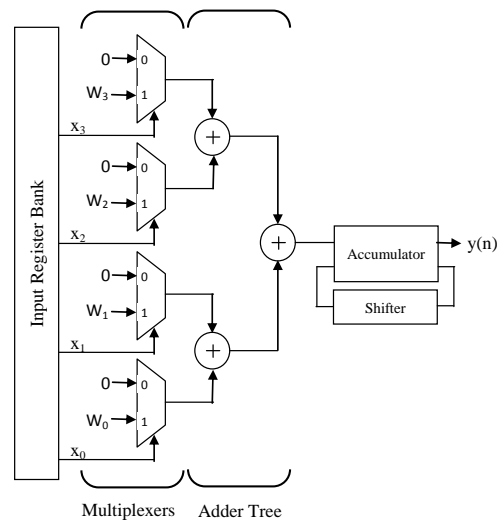 Input Register Bank
0
0
W₃
1
x₃
0
0
W₂
1
x₂
0
0
W₁
1
x₁
0
0
W₀
1
x₀
+
+
+
Accumulator
y(n)
Shifter
Multiplexers
Adder Tree